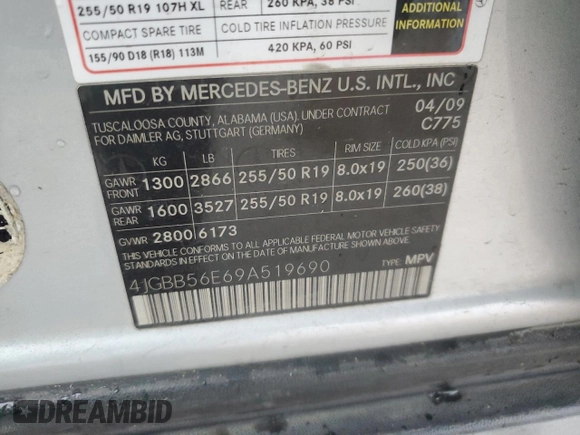 255/50 R19 107H XL REAR 260 KPA, 38 PSI
COMPACT SPARE TIRE COLD TIRE INFLATION PRESSURE
155/90 D18 (R18) 113M 420 KPA, 60 PSI
ADDITIONAL
INFORMATION
MFD BY MERCEDES-BENZ U.S. INTL., INC
TUSCALOOSA COUNTY, ALABAMA (USA). UNDER CONTRACT 04/09
FOR DAIMLER AG, STUTTGART (GERMANY) C775
KG LB TIRES RIM SIZE COLD KPA (PSI)
GAWR FRONT 1300 2866 255/50 R19 8.0x19 250(36)
GAWR REAR 1600 3527 255/50 R19 8.0x19 260(38)
GVWR 2800 6173
THIS VEHICLE CONFORMS TO ALL APPLICABLE FEDERAL MOTOR VEHICLE SAFETY
THEFT PREVENTION STANDARDS IN EFFECT ON THE DATE OF MANUFACTURE SHOWN ABOVE.
4JGBB56E69A519690 TYPE: MPV
DREAMBID